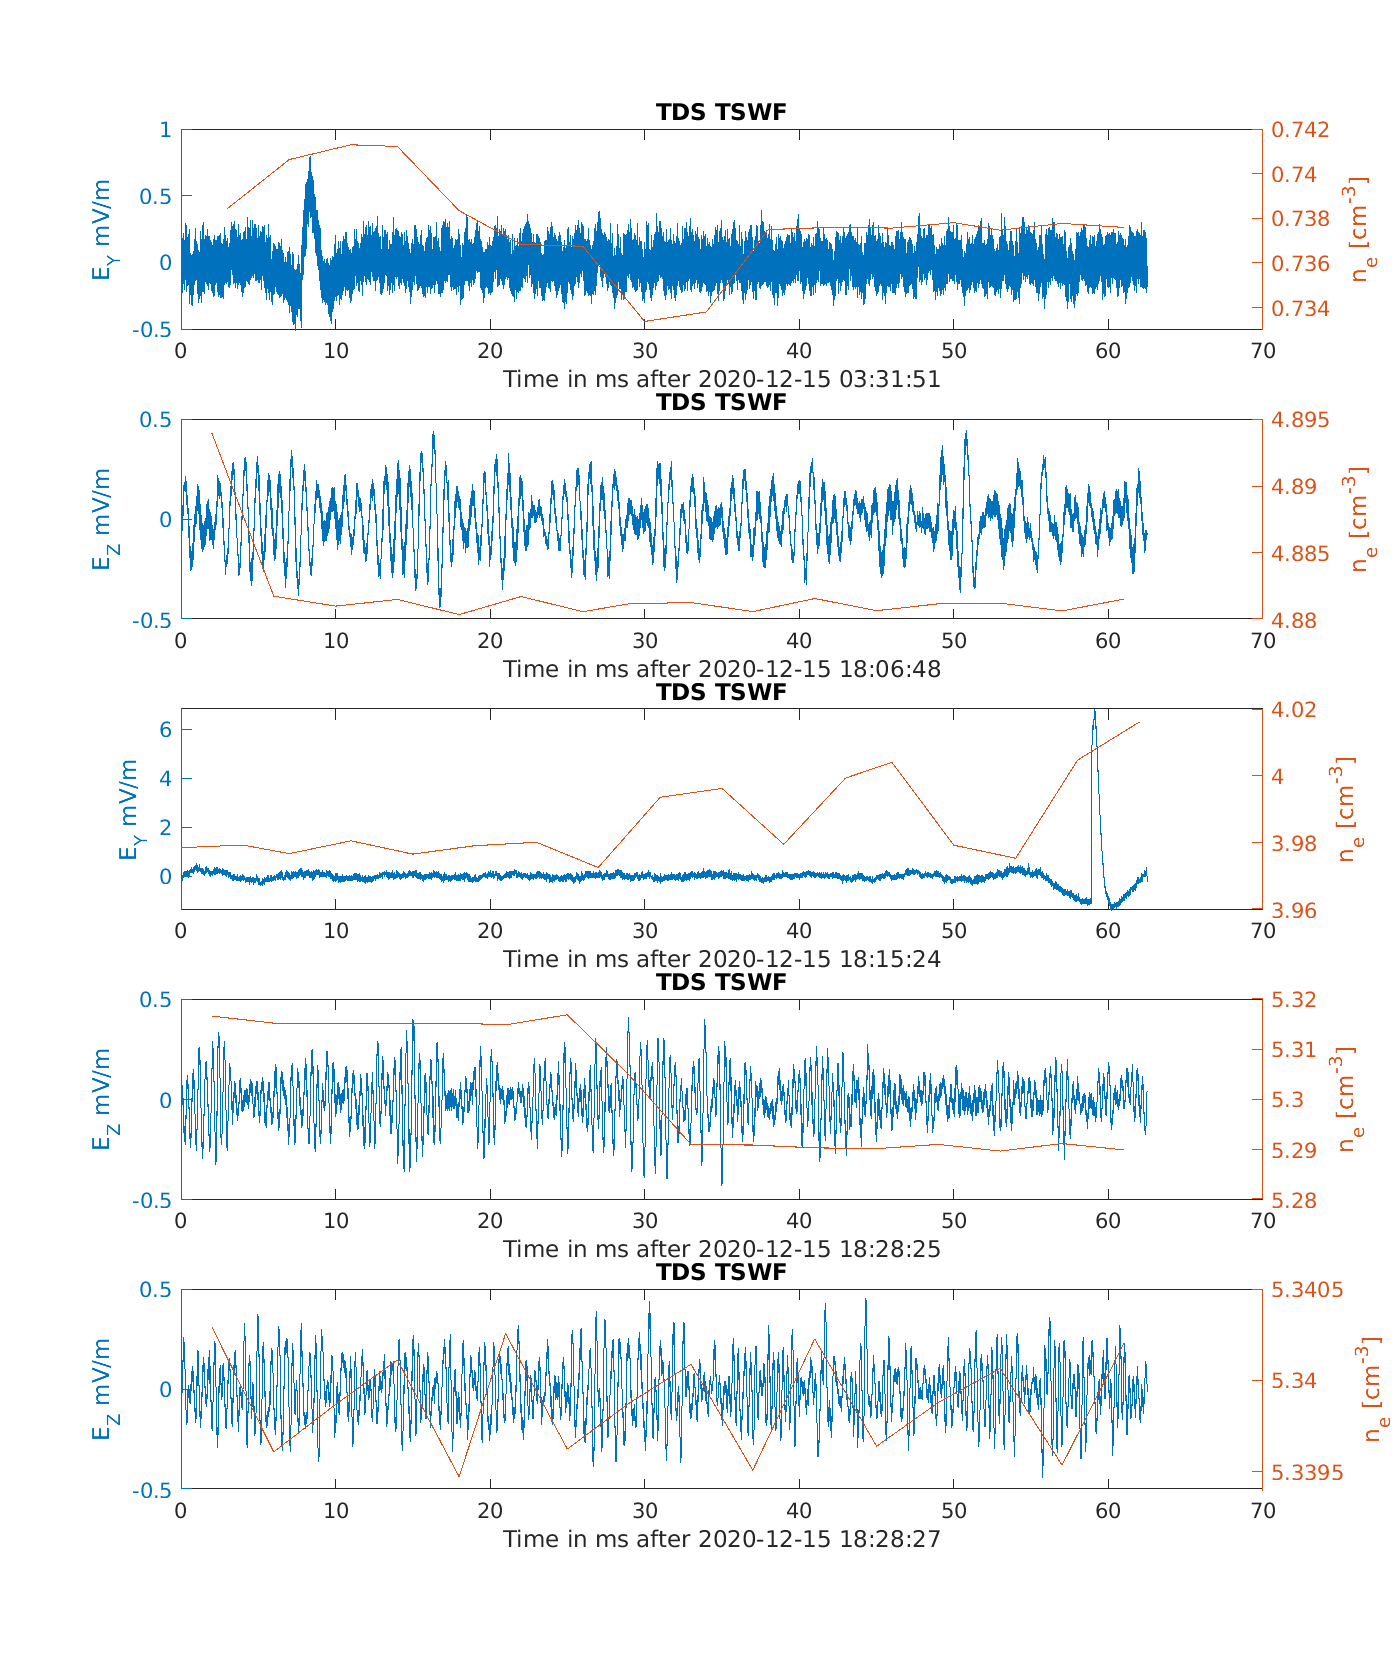 TDS TSWF
1
0.5
0
-0.5
E_Y mV/m
0.742
0.74
0.738
0.736
0.734
n_e [cm^-3]
0 10 20 30 40 50 60 70
Time in ms after 2020-12-15 03:31:51
TDS TSWF
0.5
0
-0.5
E_Z mV/m
4.895
4.89
4.885
4.88
n_e [cm^-3]
0 10 20 30 40 50 60 70
Time in ms after 2020-12-15 18:06:48
TDS TSWF
6
4
2
0
E_Y mV/m
4.02
4
3.98
3.96
n_e [cm^-3]
0 10 20 30 40 50 60 70
Time in ms after 2020-12-15 18:15:24
TDS TSWF
0.5
0
-0.5
E_Z mV/m
5.32
5.31
5.3
5.29
5.28
n_e [cm^-3]
0 10 20 30 40 50 60 70
Time in ms after 2020-12-15 18:28:25
TDS TSWF
0.5
0
-0.5
E_Z mV/m
5.3405
5.34
5.3395
n_e [cm^-3]
0 10 20 30 40 50 60 70
Time in ms after 2020-12-15 18:28:27